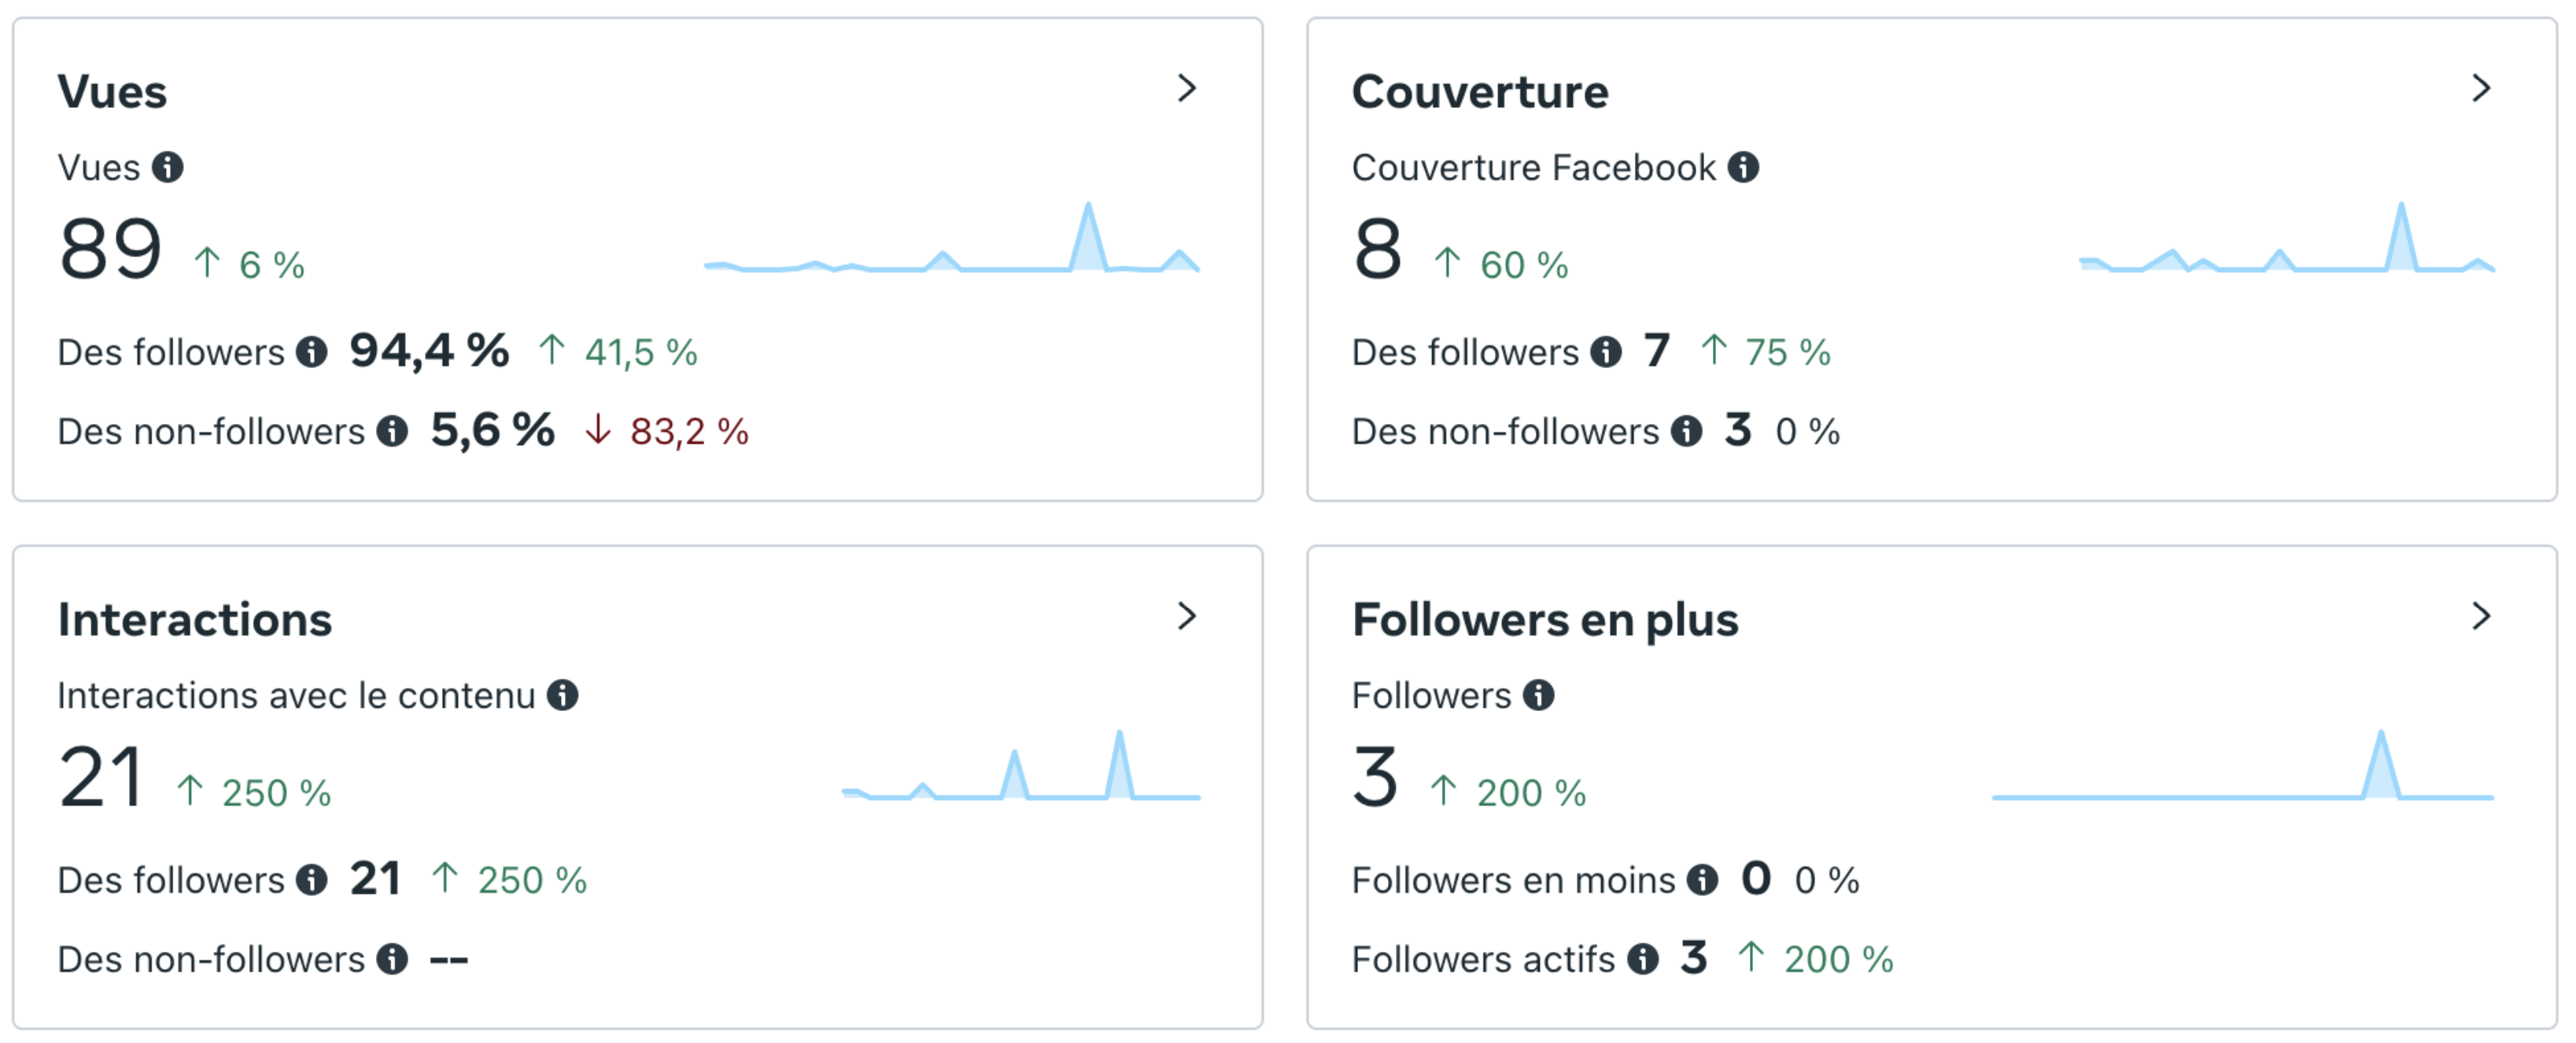 Vues
Vues
89 ↑ 6 %
Des followers 94,4 % ↑ 41,5 %
Des non-followers 5,6 % ↓ 83,2 %
Couverture
Couverture Facebook
8 ↑ 60 %
Des followers 7 ↑ 75 %
Des non-followers 3 0 %
Interactions
Interactions avec le contenu
21 ↑ 250 %
Des followers 21 ↑ 250 %
Des non-followers --
Followers en plus
Followers
3 ↑ 200 %
Followers en moins 0 0 %
Followers actifs 3 ↑ 200 %